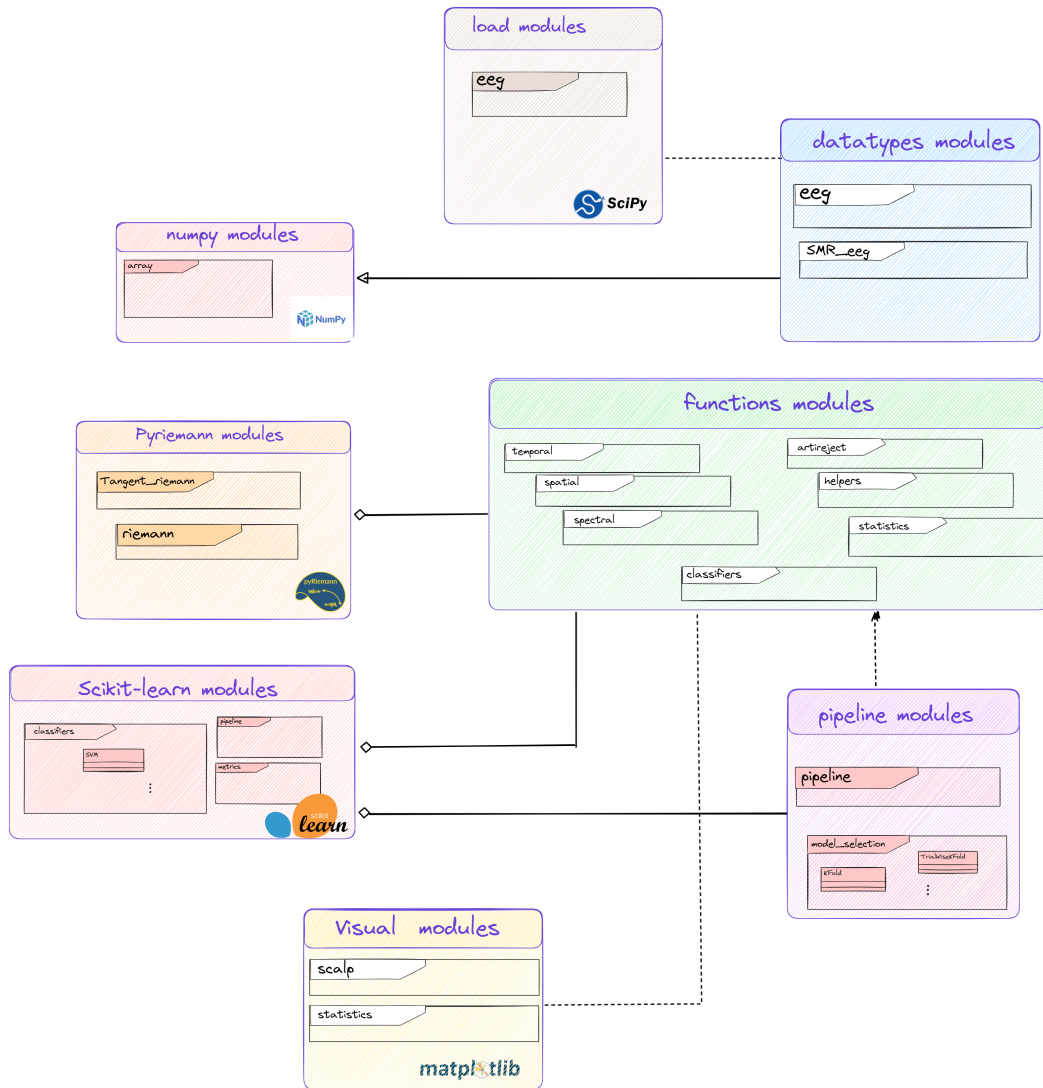 load modules
eeg
SciPy
datatypes modules
eeg
SMR_eeg
numpy modules
array
NumPy
functions modules
temporal
spatial
spectral
artireject
helpers
statistics
classifiers
Pyriemann modules
Tangent_riemann
riemann
pyRiemann
Scikit-learn modules
classifiers
SVM
pipeline
metrics
scikit
learn
pipeline modules
pipeline
model_selection
KFold
TrialWiseKFold
Visual modules
scalp
statistics
matplotlib